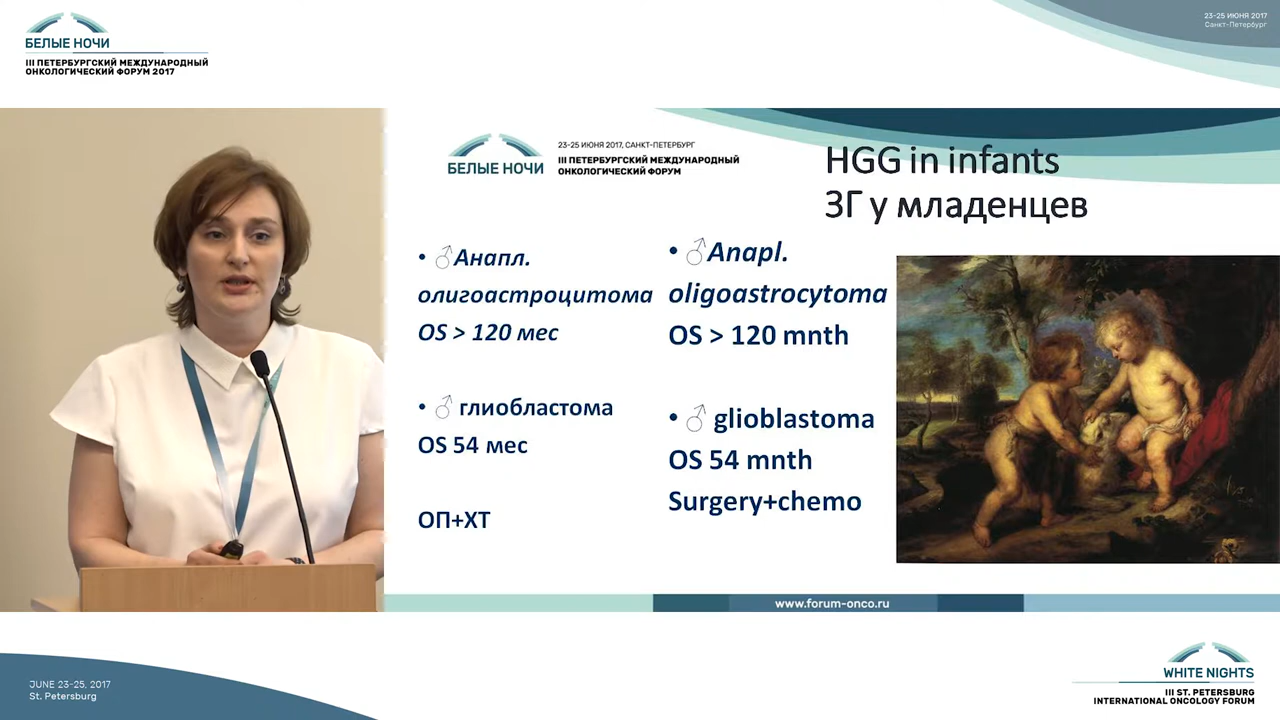 БЕЛЫЕ НОЧИ
III ПЕТЕРБУРГСКИЙ МЕЖДУНАРОДНЫЙ
ОНКОЛОГИЧЕСКИЙ ФОРУМ 2017
23-25 ИЮНЯ 2017
Санкт-Петербург
БЕЛЫЕ НОЧИ
23-25 ИЮНЯ 2017, САНКТ-ПЕТЕРБУРГ
III ПЕТЕРБУРГСКИЙ МЕЖДУНАРОДНЫЙ
ОНКОЛОГИЧЕСКИЙ ФОРУМ
HGG in infants
ЗГ у младенцев
• ♂Анапл.
олигоастроцитома
OS > 120 мес
• ♂ глиобластома
OS 54 мес
ОП+ХТ
• ♂Anapl.
oligoastrocytoma
OS > 120 mnth
• ♂ glioblastoma
OS 54 mnth
Surgery+chemo
www.forum-onco.ru
JUNE 23-25, 2017
St. Petersburg
WHITE NIGHTS
III ST. PETERSBURG
INTERNATIONAL ONCOLOGY FORUM